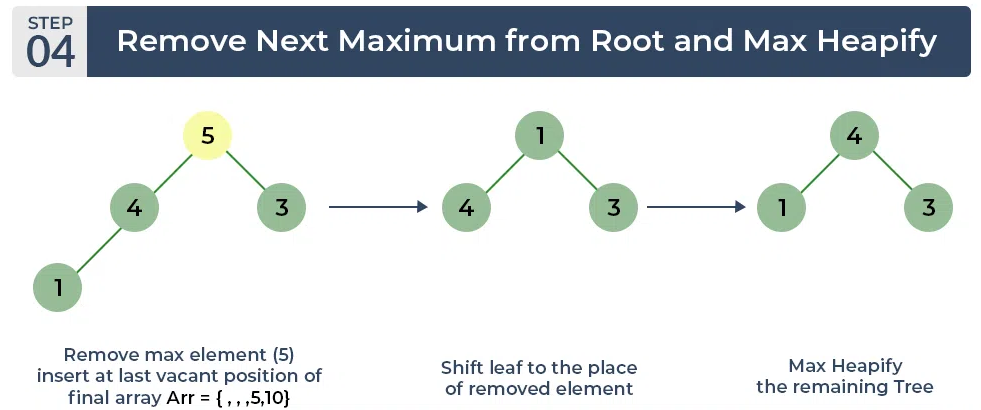 STEP
04
Remove Next Maximum from Root and Max Heapify
5
4
3
1
1
4
3
4
1
3
Remove max element (5)
insert at last vacant position of
final array Arr = { , , ,5,10}
Shift leaf to the place
of removed element
Max Heapify
the remaining Tree